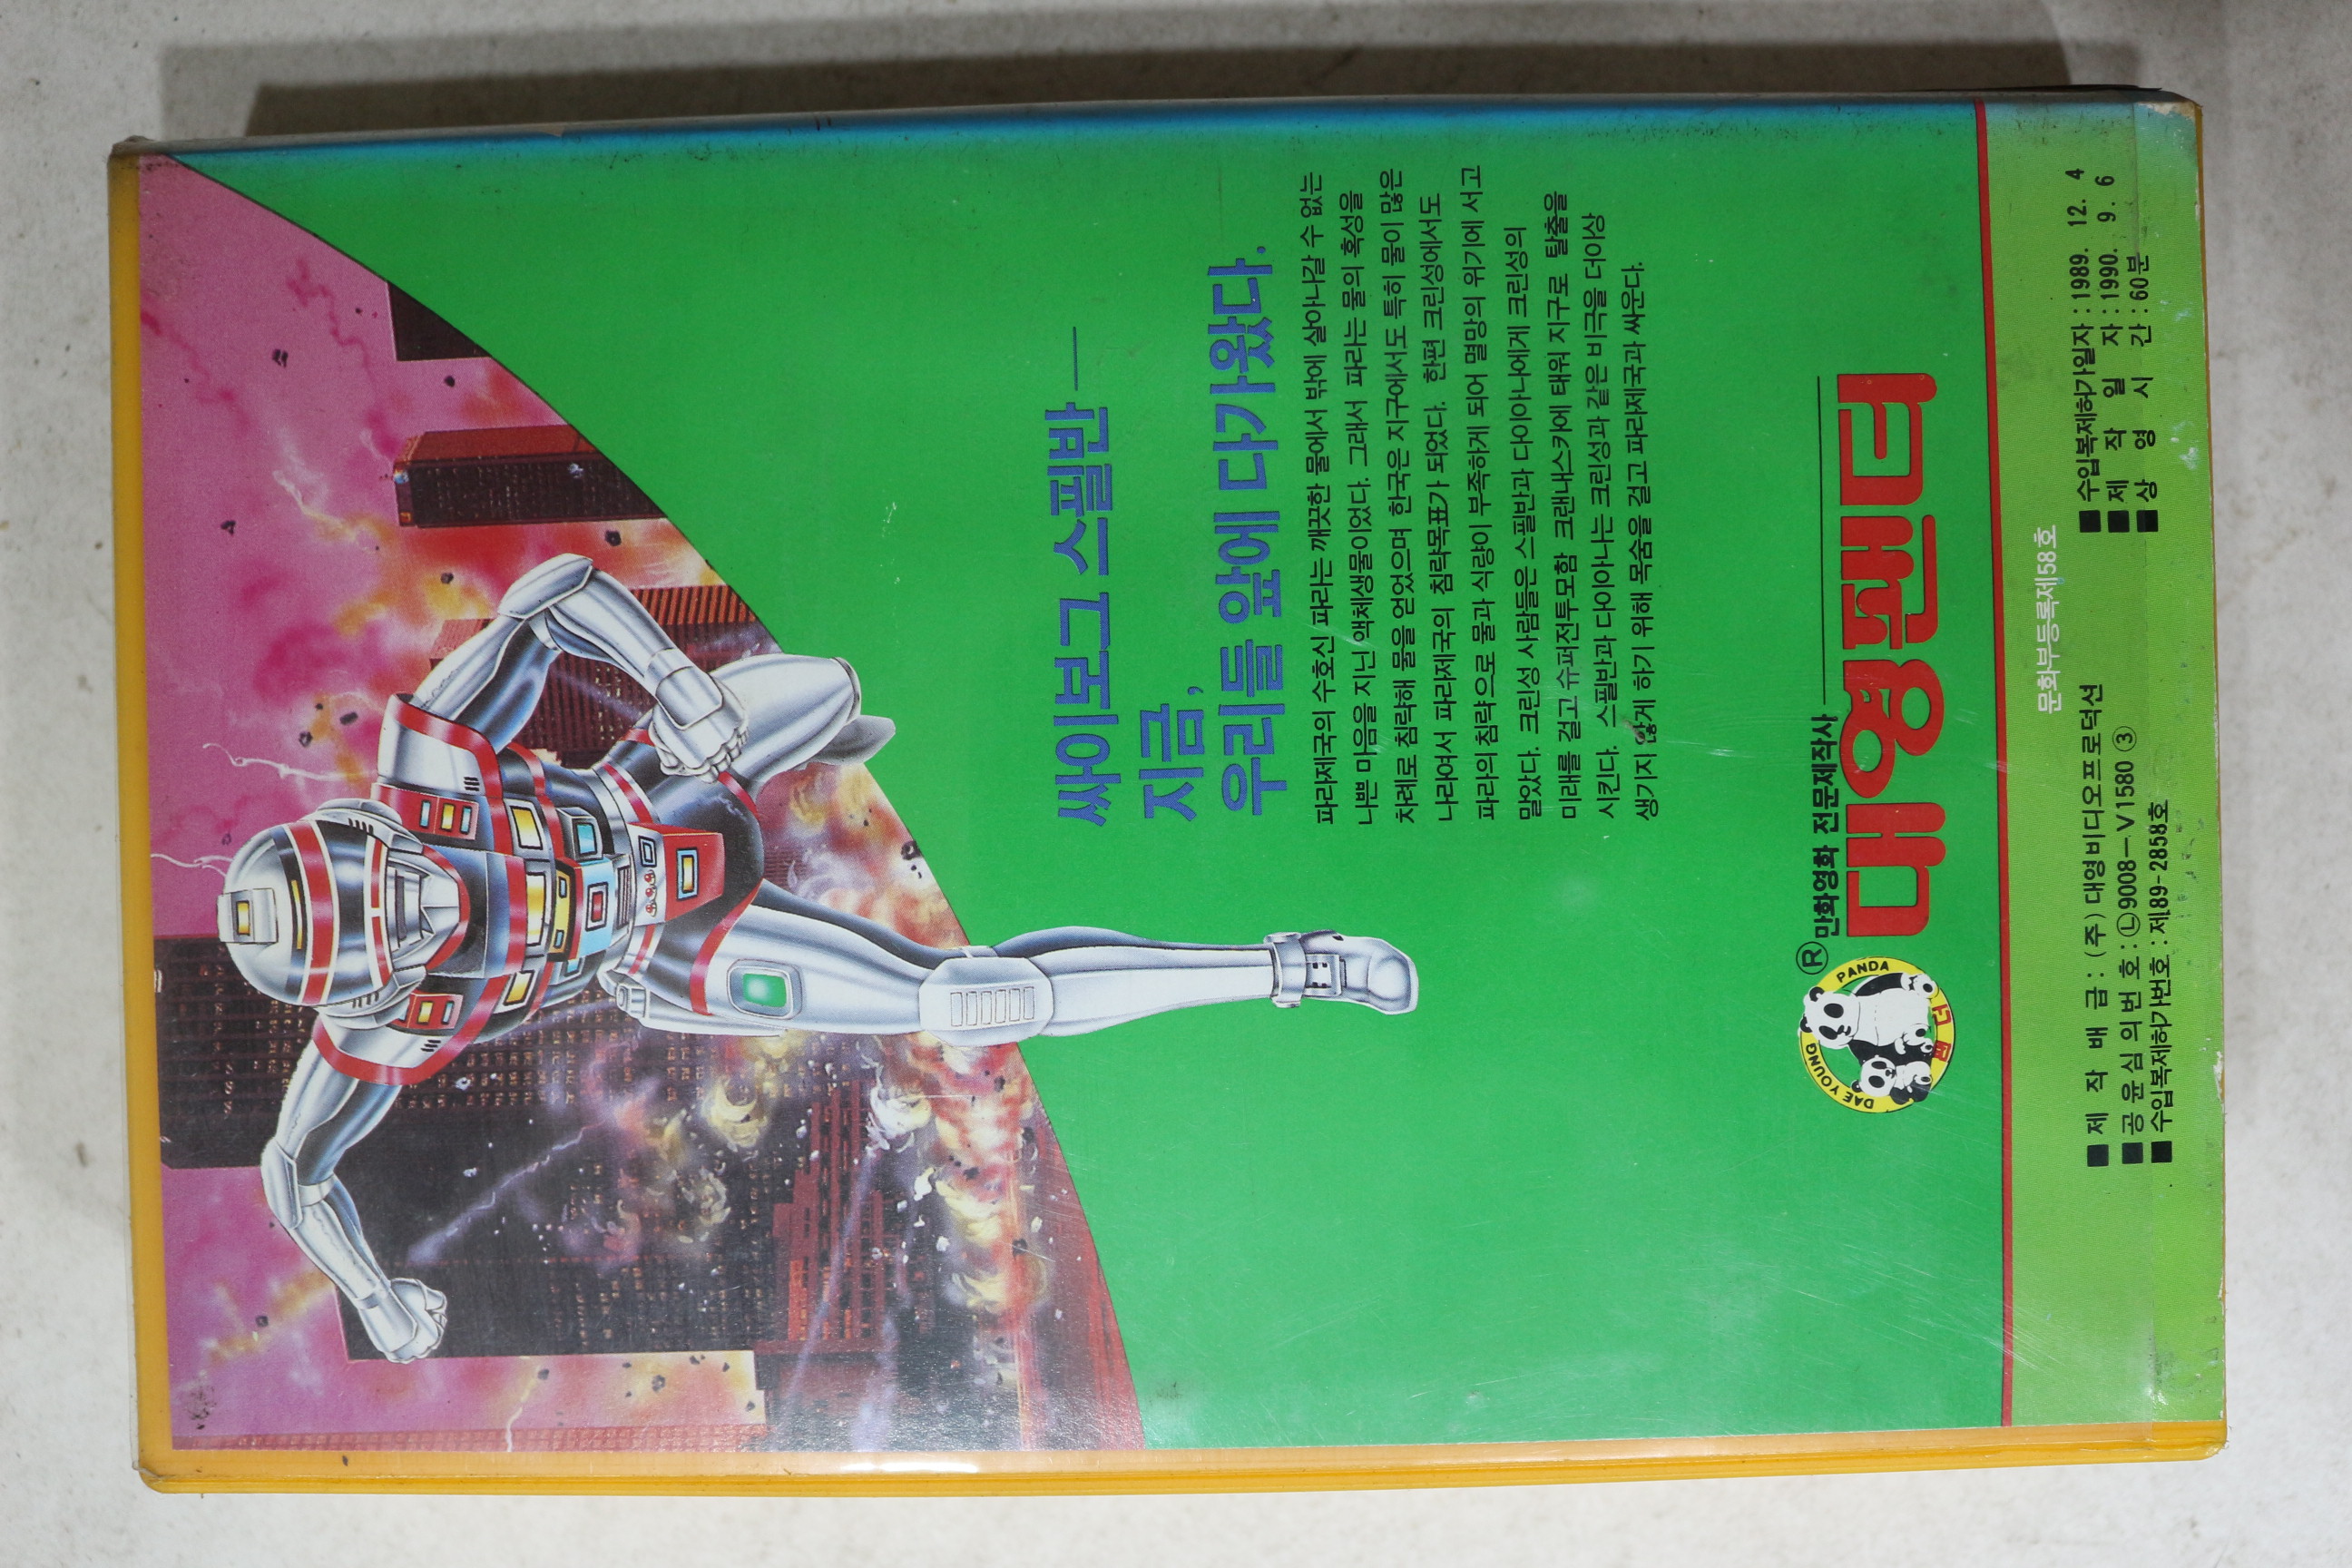 싸이보그 스필반 ——
지금,
우리들 앞에 다가왔다.
파라제국의 수호신 파라는 깨끗한 물에서 밖에 살아나갈 수 없는
나쁜 마음을 지닌 액체생물이었다. 그래서 파라는 물의 혹성을
차례로 침략해 물을 얻었으며 한국은 지구에서도 특히 물이 많은
나라여서 파라제국의 침략목표가 되었다. 한편 크린성에서도
파라의 침략으로 물과 식량이 부족하게 되어 멸망의 위기에 서고
말았다. 크린성 사람들은 스필반과 다이아나에게 크린성의
미래를 걸고 슈퍼전투모함 크랜내스카에 태워 지구로 탈출을
시킨다. 스필반과 다이아나는 크린성과 같은 비극을 더이상
생기지 않게 하기 위해 목숨을 걸고 파라제국과 싸운다.
DAE YOUNG PANDA
팬더
®만화영화 전문제작사
대영팬더
문화부등록제58호
■제 작 배 급 : (주) 대영비디오프로덕션
■공윤심의번호 : Ⓛ9008-V1580 ③
■수입복제허가번호 : 제89-2858호
■수입복제허가일자 : 1989. 12. 4
■제 작 일 자 : 1990. 9. 6
■상 영 시 간 : 60분